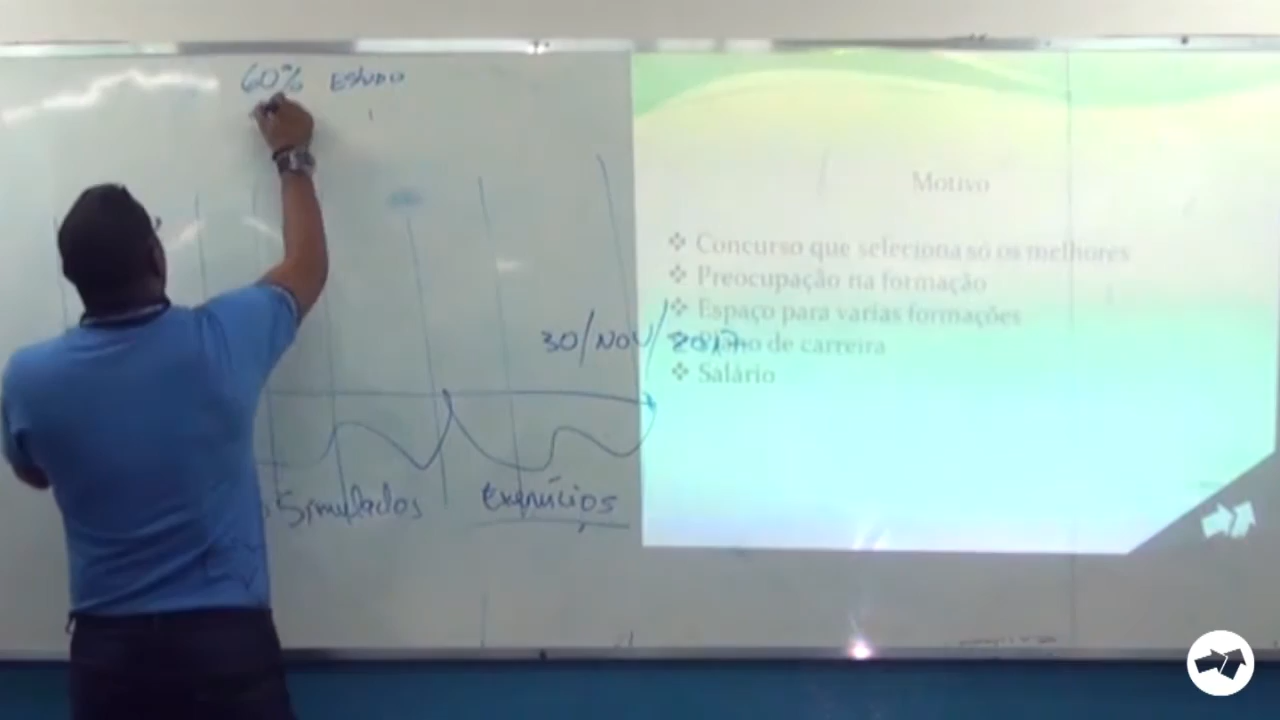 60% ESTUDO
Motivo
❖ Concurso que seleciona só os melhores
❖ Preocupação na formação
❖ Espaço para varias formações
❖ Plano de carreira
❖ Salário
30/NOV/2017
Simulados
Exercícios